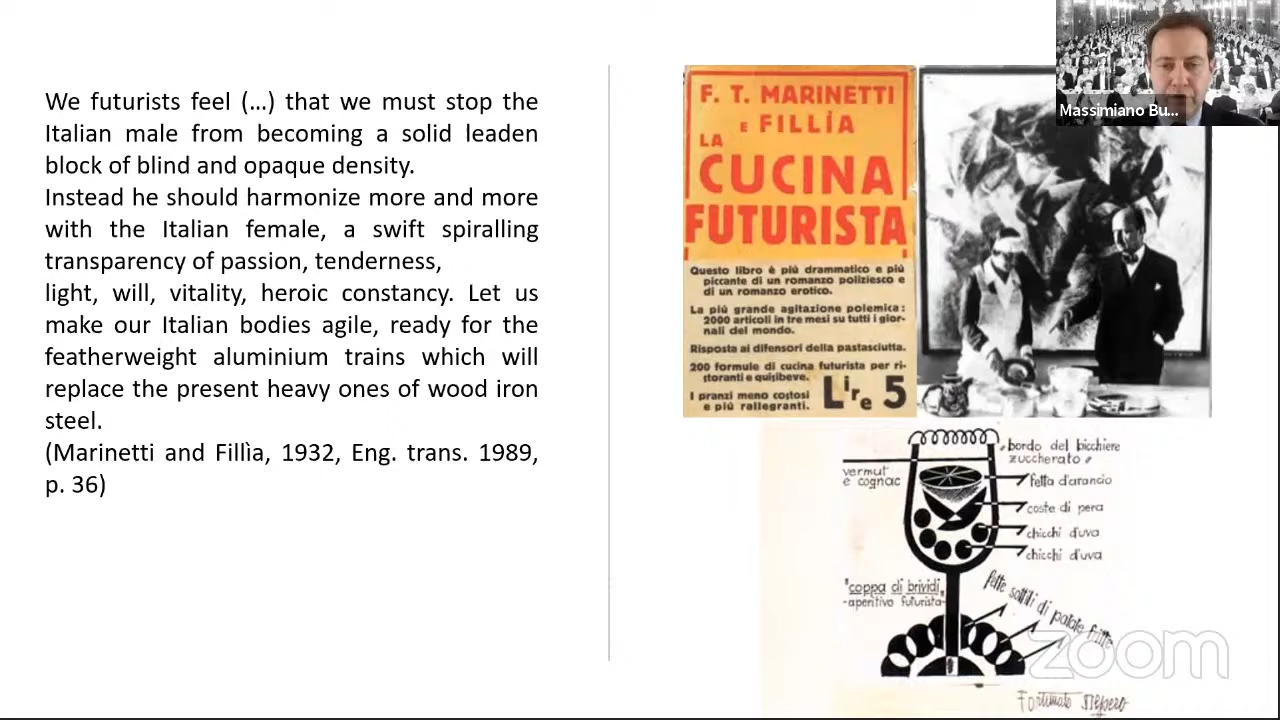 We futurists feel (…) that we must stop the
Italian male from becoming a solid leaden
block of blind and opaque density.
Instead he should harmonize more and more
with the Italian female, a swift spiralling
transparency of passion, tenderness,
light, will, vitality, heroic constancy. Let us
make our Italian bodies agile, ready for the
featherweight aluminium trains which will
replace the present heavy ones of wood iron
steel.
(Marinetti and Fillìa, 1932, Eng. trans. 1989,
p. 36)
F. T. MARINETTI
E FILLÌA
LA
CUCINA
FUTURISTA
Questo libro è più drammatico e più
piccante di un romanzo poliziesco e
di un romanzo erotico.
La più grande agitazione polemica:
2000 articoli in tre mesi su tutti i gior-
nali del mondo.
Risposta ai difensori della pastasciutta.
200 formule di cucina futurista per ri-
storanti e quisibeve.
I pranzi meno costosi
e più rallegranti.
Lire 5
Massimiano Bu...
bordo del bicchiere
zuccherato
vermut
e cognac
fetta d'arancio
coste di pera
chicchi d'uva
chicchi d'uva
"coppa di brividi"
-aperitivo futurista-
fette sottili di patate fritte
zoom
Fortunato Depero